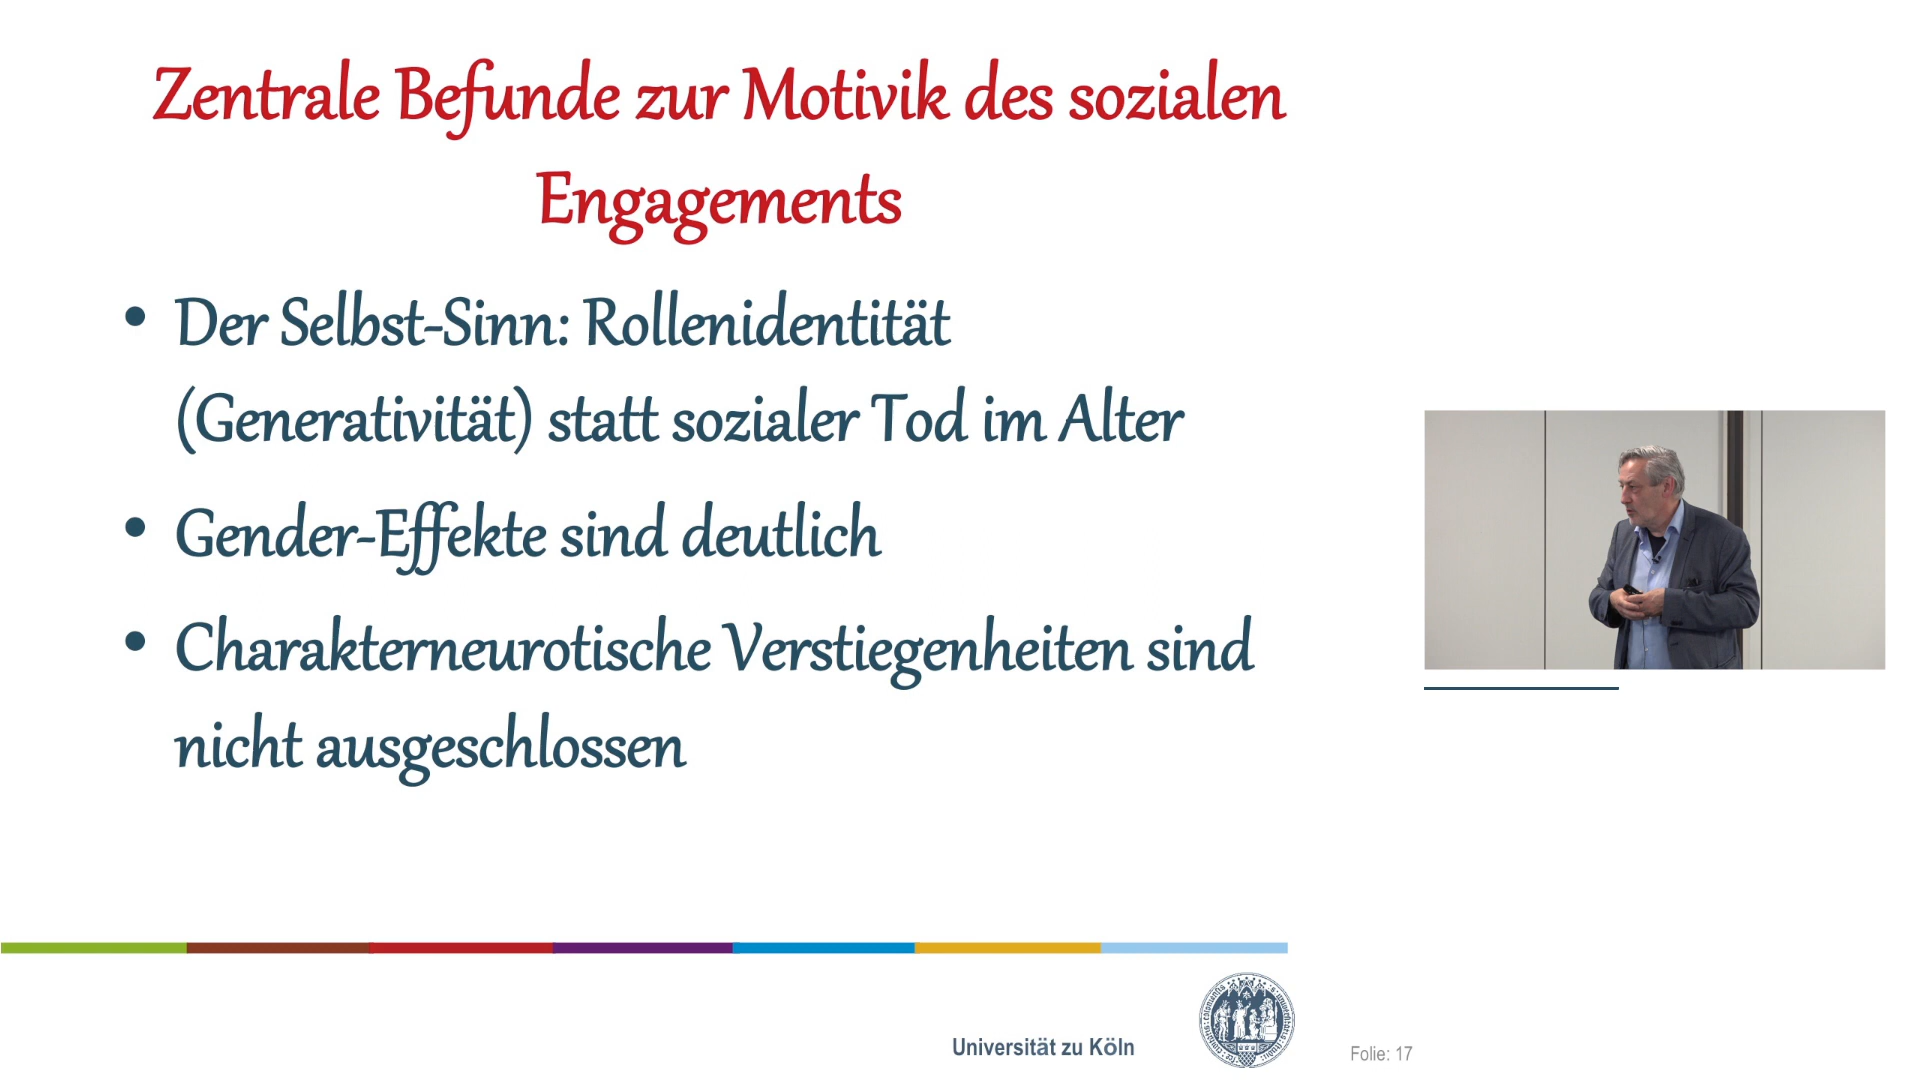 Zentrale Befunde zur Motivik des sozialen
Engagements
• Der Selbst-Sinn: Rollenidentität
(Generativität) statt sozialer Tod im Alter
• Gender-Effekte sind deutlich
• Charakterneurotische Verstiegenheiten sind
nicht ausgeschlossen
Universität zu Köln
Folie: 17